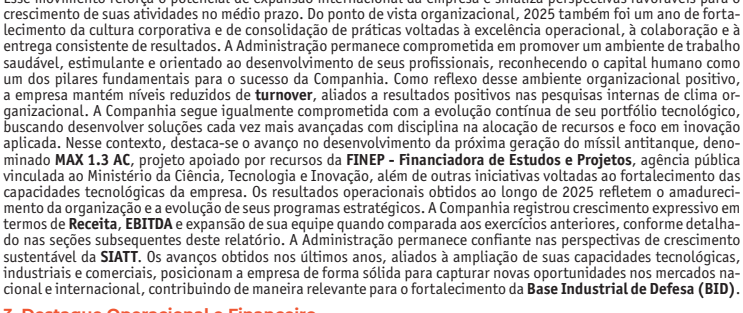 Esse movimento reforça o potencial de expansão internacional da empresa e sinaliza perspectivas favoráveis para o
crescimento de suas atividades no médio prazo. Do ponto de vista organizacional, 2025 também foi um ano de forta-
lecimento da cultura corporativa e de consolidação de práticas voltadas à excelência operacional, à colaboração e à
entrega consistente de resultados. A Administração permanece comprometida em promover um ambiente de trabalho
saudável, estimulante e orientado ao desenvolvimento de seus profissionais, reconhecendo o capital humano como
um dos pilares fundamentais para o sucesso da Companhia. Como reflexo desse ambiente organizacional positivo,
a empresa mantém níveis reduzidos de turnover, aliados a resultados positivos nas pesquisas internas de clima or-
ganizacional. A Companhia segue igualmente comprometida com a evolução contínua de seu portfólio tecnológico,
buscando desenvolver soluções cada vez mais avançadas com disciplina na alocação de recursos e foco em inovação
aplicada. Nesse contexto, destaca-se o avanço no desenvolvimento da próxima geração do míssil antitanque, deno-
minado MAX 1.3 AC, projeto apoiado por recursos da FINEP - Financiadora de Estudos e Projetos, agência pública
vinculada ao Ministério da Ciência, Tecnologia e Inovação, além de outras iniciativas voltadas ao fortalecimento das
capacidades tecnológicas da empresa. Os resultados operacionais obtidos ao longo de 2025 refletem o amadureci-
mento da organização e a evolução de seus programas estratégicos. A Companhia registrou crescimento expressivo em
termos de Receita, EBITDA e expansão de sua equipe quando comparada aos exercícios anteriores, conforme detalha-
do nas seções subsequentes deste relatório. A Administração permanece confiante nas perspectivas de crescimento
sustentável da SIATT. Os avanços obtidos nos últimos anos, aliados à ampliação de suas capacidades tecnológicas,
industriais e comerciais, posicionam a empresa de forma sólida para capturar novas oportunidades nos mercados na-
cional e internacional, contribuindo de maneira relevante para o fortalecimento da Base Industrial de Defesa (BID).
3. Destaque Operacional e Financeiro